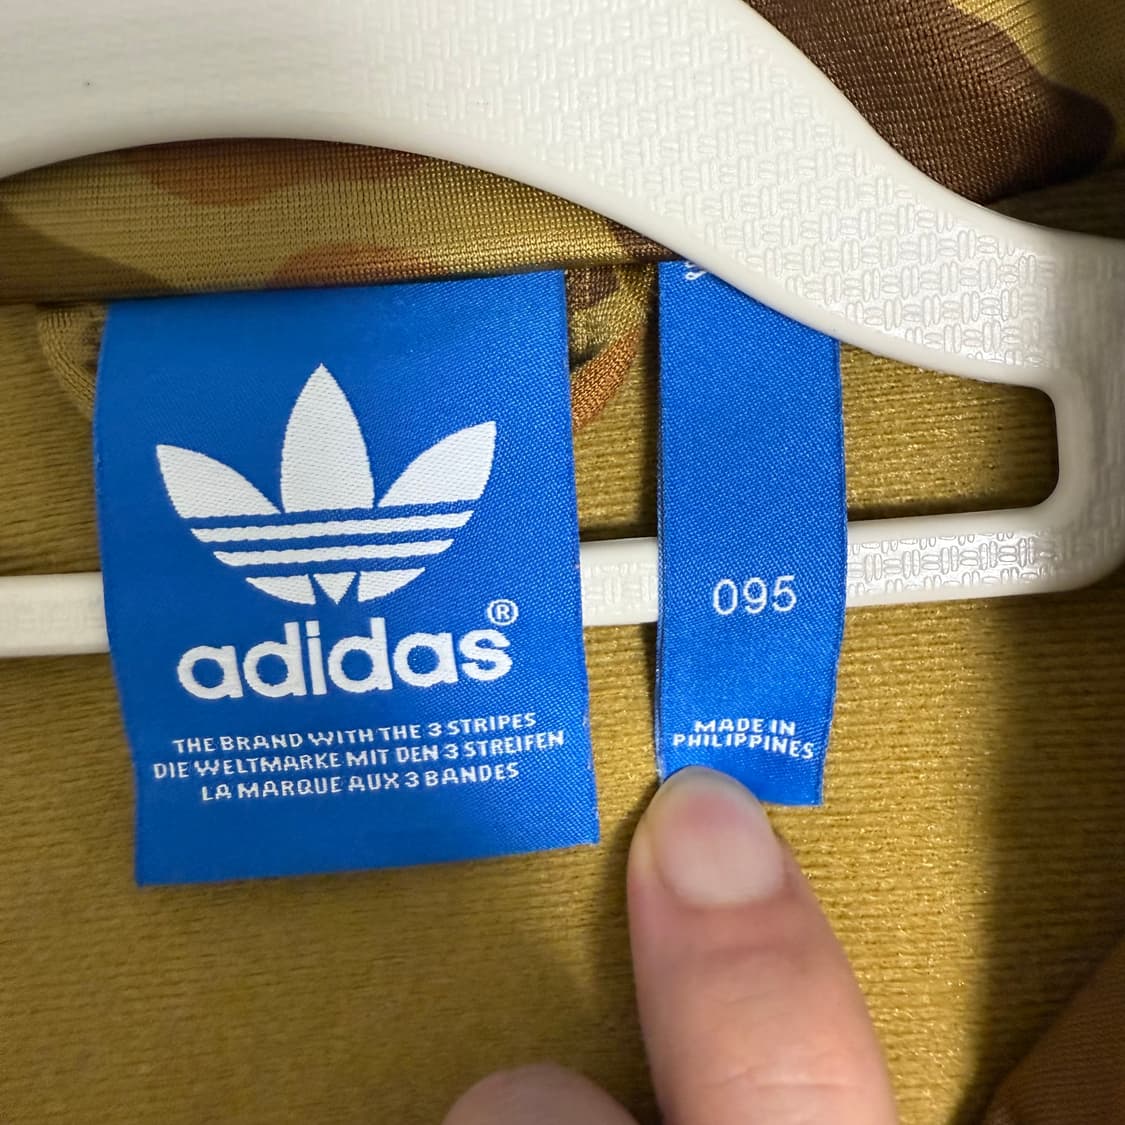 adidas®
THE BRAND WITH THE 3 STRIPES
DIE WELTMARKE MIT DEN 3 STREIFEN
LA MARQUE AUX 3 BANDES
095
MADE IN
PHILIPPINES